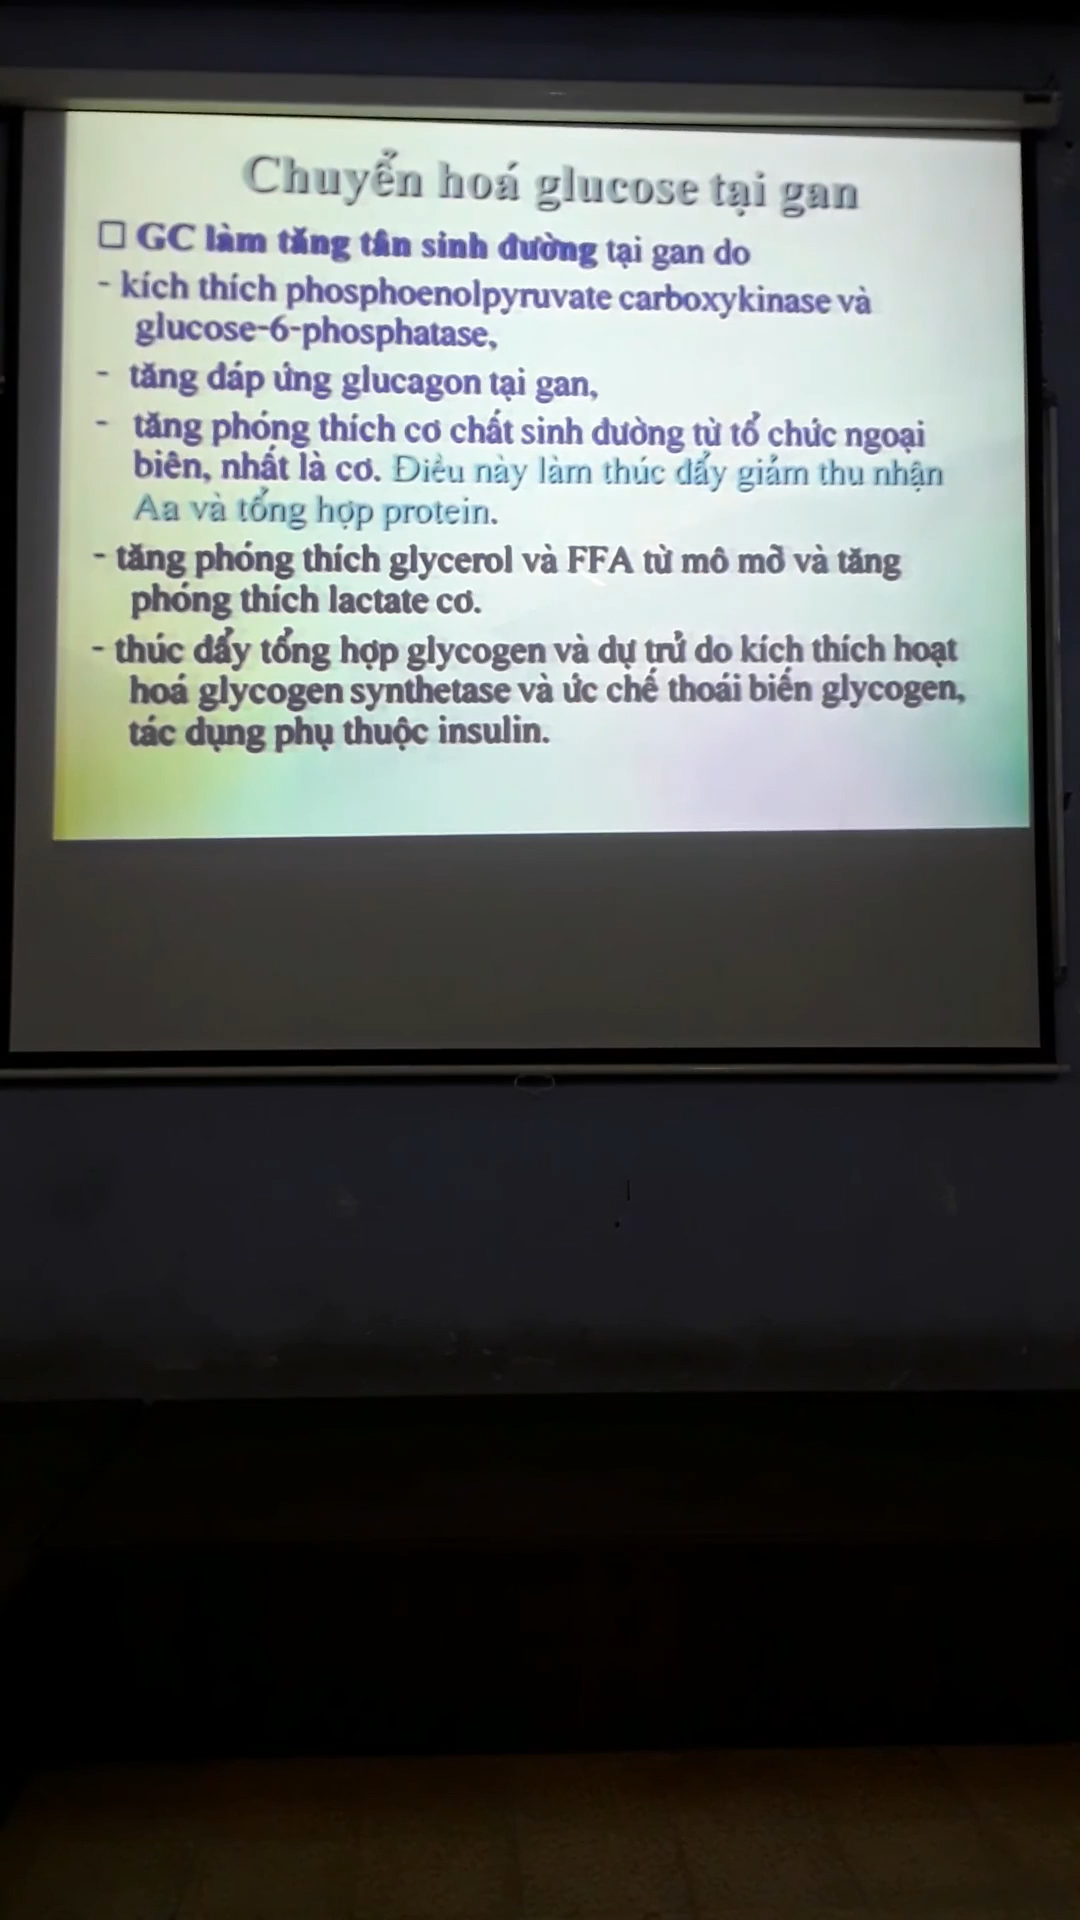 Chuyển hoá glucose tại gan
□ GC làm tăng tân sinh đường tại gan do
- kích thích phosphoenolpyruvate carboxykinase và
glucose-6-phosphatase,
- tăng đáp ứng glucagon tại gan,
- tăng phóng thích cơ chất sinh đường từ tổ chức ngoại
biên, nhất là cơ. Điều này làm thúc đẩy giảm thu nhận
Aa và tổng hợp protein.
- tăng phóng thích glycerol và FFA từ mô mỡ và tăng
phóng thích lactate cơ.
- thúc đẩy tổng hợp glycogen và dự trử do kích thích hoạt
hoá glycogen synthetase và ức chế thoái biến glycogen,
tác dụng phụ thuộc insulin.